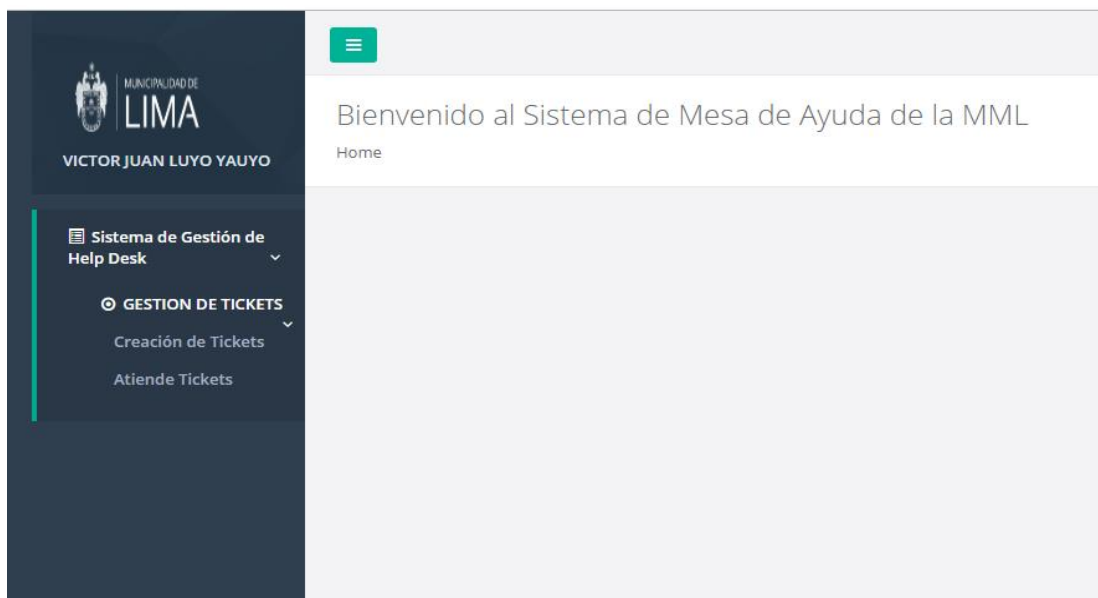 MUNICIPALIDAD DE
LIMA
VICTOR JUAN LUYO YAUYO
Sistema de Gestión de
Help Desk
GESTION DE TICKETS
Creación de Tickets
Atiende Tickets
Bienvenido al Sistema de Mesa de Ayuda de la MML
Home